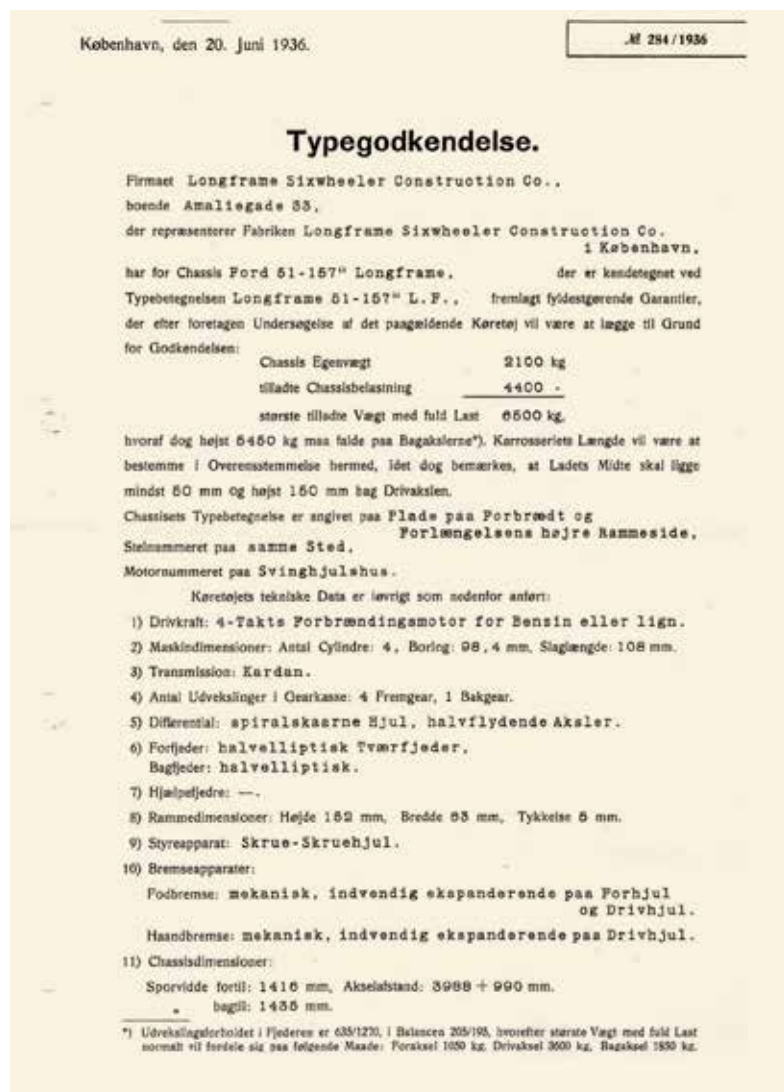 København, den 20. Juni 1936.
№ 284/1936
Typegodkendelse.
Firmaet Longframe Sixwheeler Construction Co.,
boende Amaliegade 33,
der repræsenterer Fabriken Longframe Sixwheeler Construction Co.
i København,
har for Chassis Ford 51-157" Longframe, der er kendetegnet ved
Typebetegnelsen Longframe 51-157" L.F., fremlagt fyldestgørende Garantier,
der efter foretagen Undersøgelse af det paagældende Køretøj vil være at lægge til Grund
for Godkendelsen:
Chassis Egenvægt 2100 kg
tilladte Chassisbelastning 4400 -
største tilladte Vægt med fuld Last 6500 kg,
hvoraf dog højst 5450 kg maa falde paa Bagakslerne*). Karrosseriets Længde vil være at
bestemme i Overensstemmelse hermed, idet dog bemærkes, at Ladets Midte skal ligge
mindst 50 mm og højst 150 mm bag Drivakslen.
Chassisets Typebetegnelse er angivet paa Plade paa Forbrædt og
Forlængelsens højre Rammeside,
Stelnummeret paa samme Sted,
Motornummeret paa Svinghjulshus.
Køretøjets tekniske Data er iøvrigt som nedenfor anført:
1) Drivkraft: 4-Takts Forbrændingsmotor for Bensin eller lign.
2) Maskindimensioner: Antal Cylindre: 4, Boring: 98,4 mm, Slaglængde: 108 mm.
3) Transmission: Kardan.
4) Antal Udvekslinger i Gearkasse: 4 Fremgear, 1 Bakgear.
5) Differential: spiralskaarne Hjul, halvflydende Aksler.
6) Forfjeder: halvelliptisk Tværfjeder,
Bagfjeder: halvelliptisk.
7) Hjælpefjedre: —.
8) Rammedimensioner: Højde 152 mm, Bredde 63 mm, Tykkelse 5 mm.
9) Styreapparat: Skrue-Skruehjul.
10) Bremseapparater:
Fodbremse: mekanisk, indvendig ekspanderende paa Forhjul
og Drivhjul.
Haandbremse: mekanisk, indvendig ekspanderende paa Drivhjul.
11) Chassisdimensioner:
Sporvidde fortil: 1416 mm, Akselafstand: 3988 + 990 mm.
" bagtil: 1435 mm.
*) Udvekslingsforholdet i Fjederen er 635/1270, i Balancen 205/195, hvorefter største Vægt med fuld Last
normalt vil fordele sig paa følgende Maade: Foraksel 1050 kg, Drivaksel 3600 kg, Bagaksel 1850 kg.